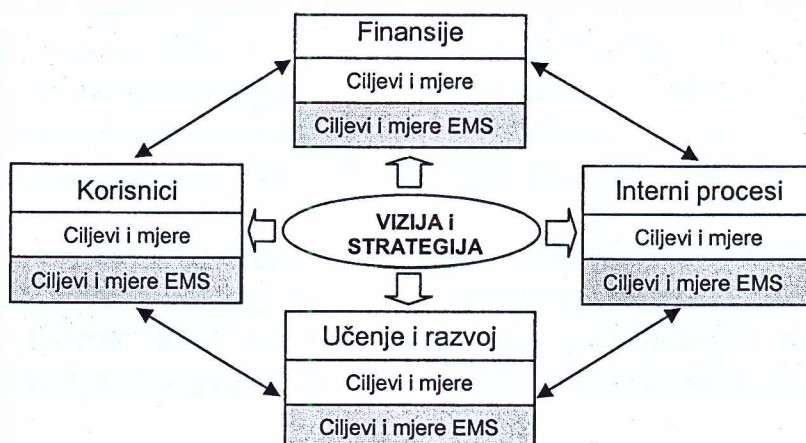 Finansije
Ciljevi i mjere
Ciljevi i mjere EMS
Korisnici
Ciljevi i mjere
Ciljevi i mjere EMS
VIZIJA i
STRATEGIJA
Interni procesi
Ciljevi i mjere
Ciljevi i mjere EMS
Učenje i razvoj
Ciljevi i mjere
Ciljevi i mjere EMS